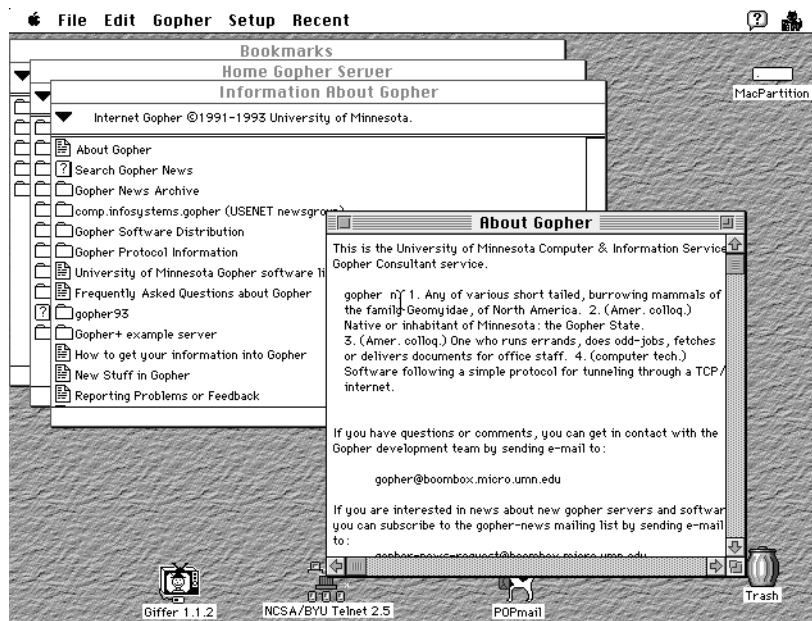 File Edit Gopher Setup Recent
Bookmarks
Home Gopher Server
Information About Gopher
MacPartition
Internet Gopher ©1991-1993 University of Minnesota.
About Gopher
Search Gopher News
Gopher News Archive
comp.infosystems.gopher (USENET newsgroup)
Gopher Software Distribution
Gopher Protocol Information
University of Minnesota Gopher software li
Frequently Asked Questions about Gopher
gopher93
Gopher+ example server
How to get your information into Gopher
New Stuff in Gopher
Reporting Problems or Feedback
About Gopher
This is the University of Minnesota Computer & Information Service
Gopher Consultant service.
gopher n. 1. Any of various short tailed, burrowing mammals of
the family Geomyidae, of North America. 2. (Amer. colloq.)
Native or inhabitant of Minnesota: the Gopher State.
3. (Amer. colloq.) One who runs errands, does odd-jobs, fetches
or delivers documents for office staff. 4. (computer tech.)
Software following a simple protocol for tunneling through a TCP/
internet.
If you have questions or comments, you can get in contact with the
Gopher development team by sending e-mail to:
gopher@boombox.micro.umn.edu
If you are interested in news about new gopher servers and softwar
you can subscribe to the gopher-news mailing list by sending e-mail
to:
gopher-news-request@boombox.micro.umn.edu
Giffer 1.1.2
NCSA/BYU Telnet 2.5
POPmail
Trash